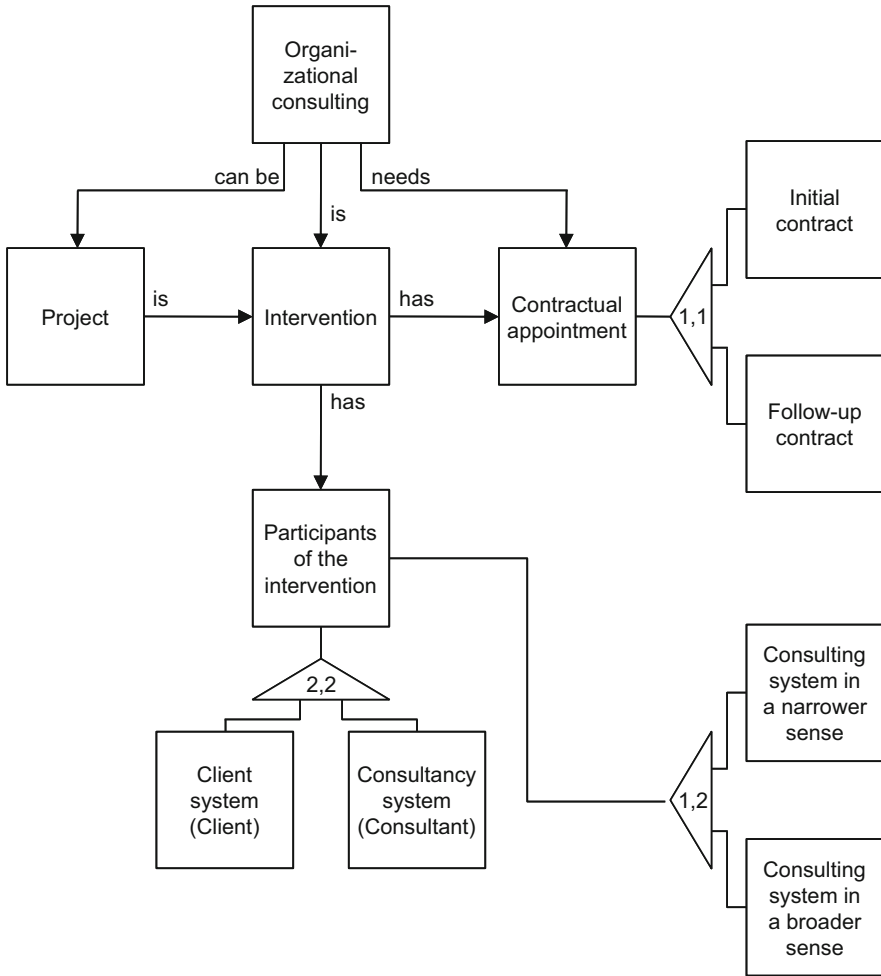 Organi-
zational
consulting
can be
needs
is
Initial
contract
Project
is
Intervention
has
Contractual
appointment
1,1
has
Follow-up
contract
Participants
of the
intervention
2,2
Client
system
(Client)
Consultancy
system
(Consultant)
Consulting
system in
a narrower
sense
1,2
Consulting
system in
a broader
sense